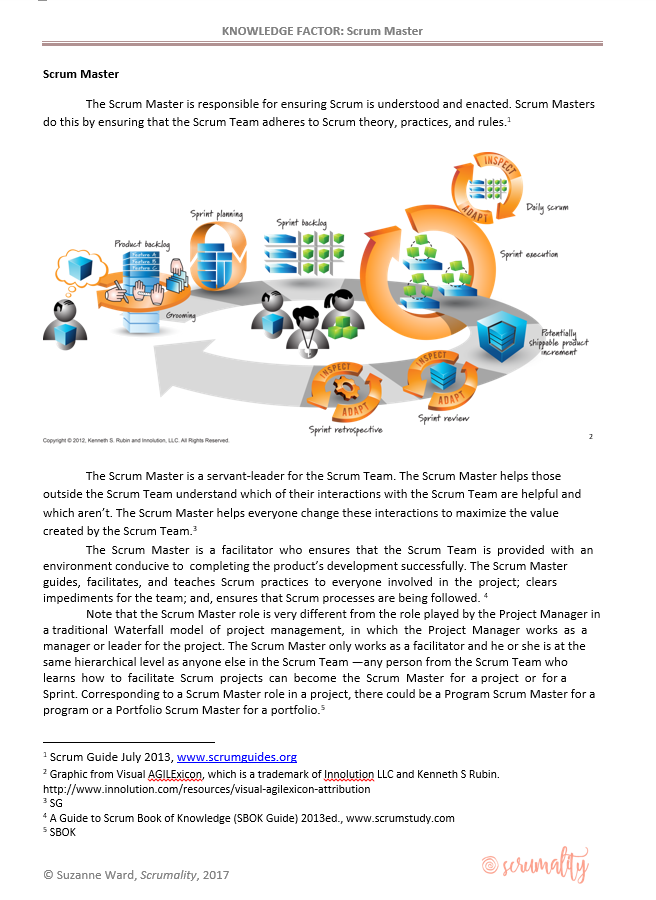 KNOWLEDGE FACTOR: Scrum Master
Scrum Master
The Scrum Master is responsible for ensuring Scrum is understood and enacted. Scrum Masters
do this by ensuring that the Scrum Team adheres to Scrum theory, practices, and rules.¹
INSPECT
ADAPT
Daily scrum
Sprint planning
Sprint backlog
Product backlog
Feature A
Feature B
Feature C
Sprint execution
Grooming
Potentially
shippable product
increment
INSPECT
ADAPT
Sprint review
INSPECT
ADAPT
Sprint retrospective
Copyright © 2012, Kenneth S. Rubin and Innolution, LLC. All Rights Reserved.
2
The Scrum Master is a servant-leader for the Scrum Team. The Scrum Master helps those
outside the Scrum Team understand which of their interactions with the Scrum Team are helpful and
which aren’t. The Scrum Master helps everyone change these interactions to maximize the value
created by the Scrum Team.³
The Scrum Master is a facilitator who ensures that the Scrum Team is provided with an
environment conducive to completing the product’s development successfully. The Scrum Master
guides, facilitates, and teaches Scrum practices to everyone involved in the project; clears
impediments for the team; and, ensures that Scrum processes are being followed. ⁴
Note that the Scrum Master role is very different from the role played by the Project Manager in
a traditional Waterfall model of project management, in which the Project Manager works as a
manager or leader for the project. The Scrum Master only works as a facilitator and he or she is at the
same hierarchical level as anyone else in the Scrum Team —any person from the Scrum Team who
learns how to facilitate Scrum projects can become the Scrum Master for a project or for a
Sprint. Corresponding to a Scrum Master role in a project, there could be a Program Scrum Master for a
program or a Portfolio Scrum Master for a portfolio.⁵
¹ Scrum Guide July 2013, www.scrumguides.org
² Graphic from Visual AGILExicon, which is a trademark of Innolution LLC and Kenneth S Rubin.
http://www.innolution.com/resources/visual-agilexicon-attribution
³ SG
⁴ A Guide to Scrum Book of Knowledge (SBOK Guide) 2013ed., www.scrumstudy.com
⁵ SBOK
© Suzanne Ward, Scrumality, 2017
scrumality